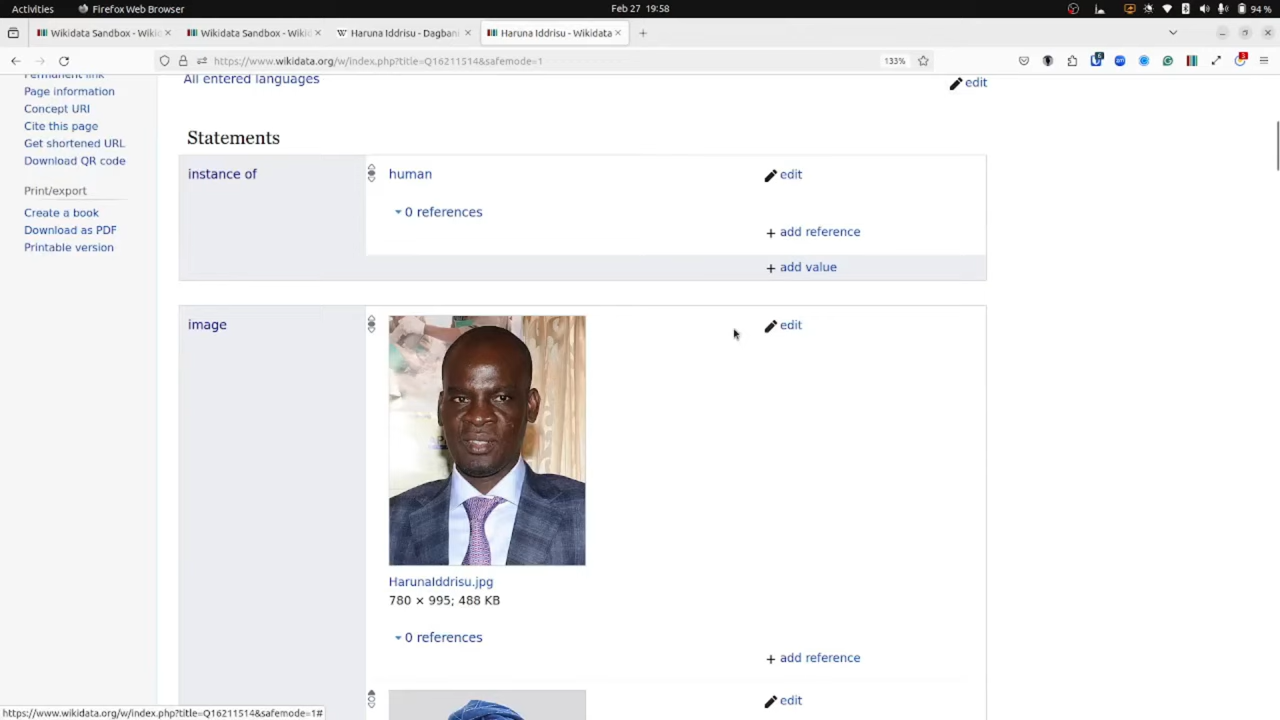 Activities Firefox Web Browser Feb 27 19:58 94 %
Wikidata Sandbox - Wiki Wikidata Sandbox - Wiki Haruna Iddrisu - Dagbani Haruna Iddrisu - Wikidata
https://www.wikidata.org/w/index.php?title=Q16211514&safemode=1 133%
Permanent link
Page information
Concept URI
Cite this page
Get shortened URL
Download QR code
Print/export
Create a book
Download as PDF
Printable version
All entered languages
edit
Statements
instance of
human
edit
0 references
+ add reference
+ add value
image
edit
HarunaIddrisu.jpg
780 × 995; 488 KB
0 references
+ add reference
edit
https://www.wikidata.org/w/index.php?title=Q16211514&safemode=1#